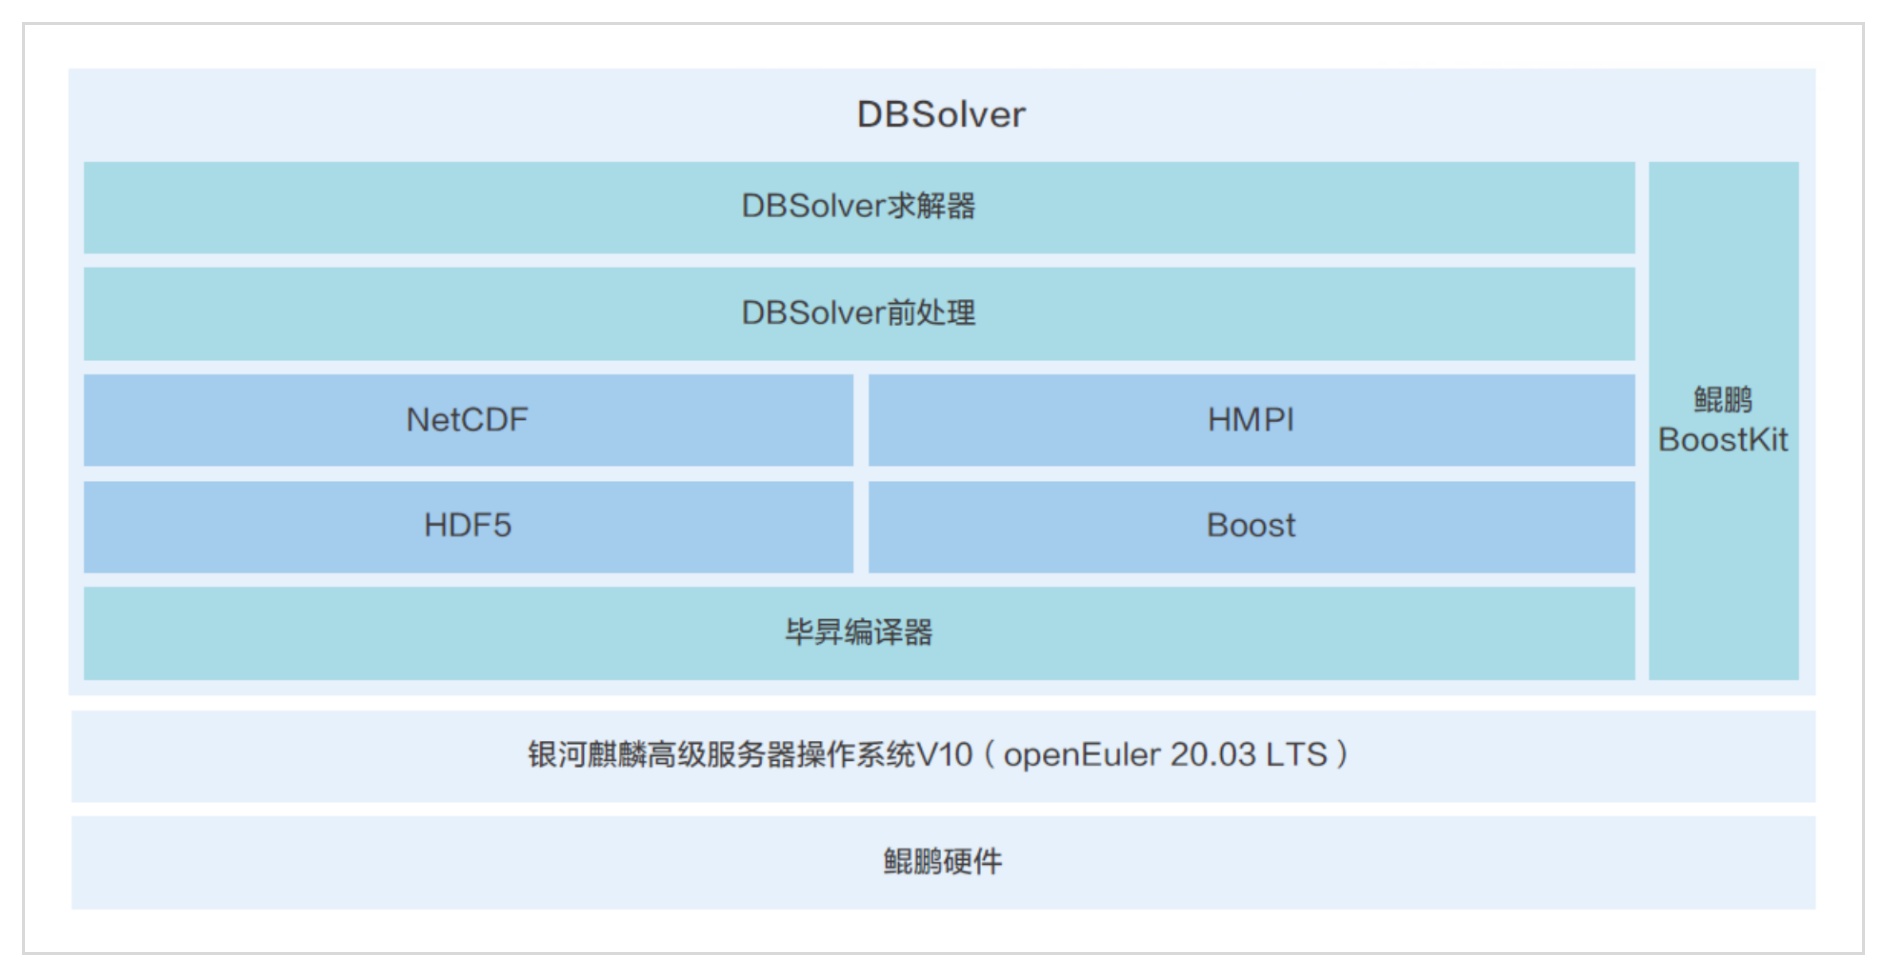 DBSolver
DBSolver求解器
DBSolver前处理
NetCDF
HMPI
HDF5
Boost
毕昇编译器
鲲鹏
BoostKit
银河麒麟高级服务器操作系统V10（openEuler 20.03 LTS）
鲲鹏硬件